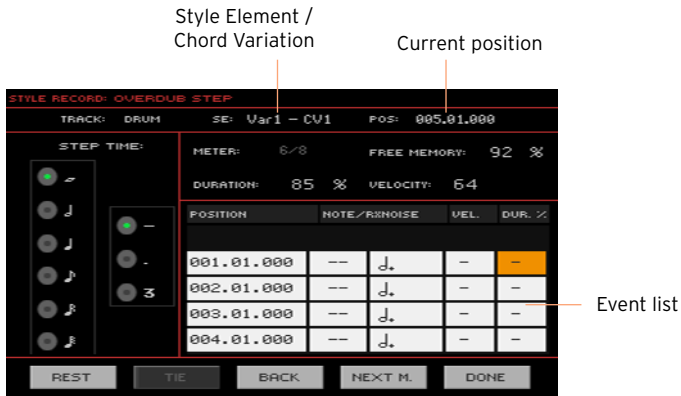 Style Element /
Chord Variation
Current position
STYLE RECORD: OVERDUB STEP
TRACK: DRUM SE: Var1 - CV1 POS: 005.01.000
STEP TIME:
METER: 6/8 FREE MEMORY: 92 %
DURATION: 85 % VELOCITY: 64
POSITION NOTE/RXNOISE VEL. DUR. %
001.01.000 -- - -
002.01.000 -- - -
003.01.000 -- - -
004.01.000 -- - -
3
Event list
REST TIE BACK NEXT M. DONE